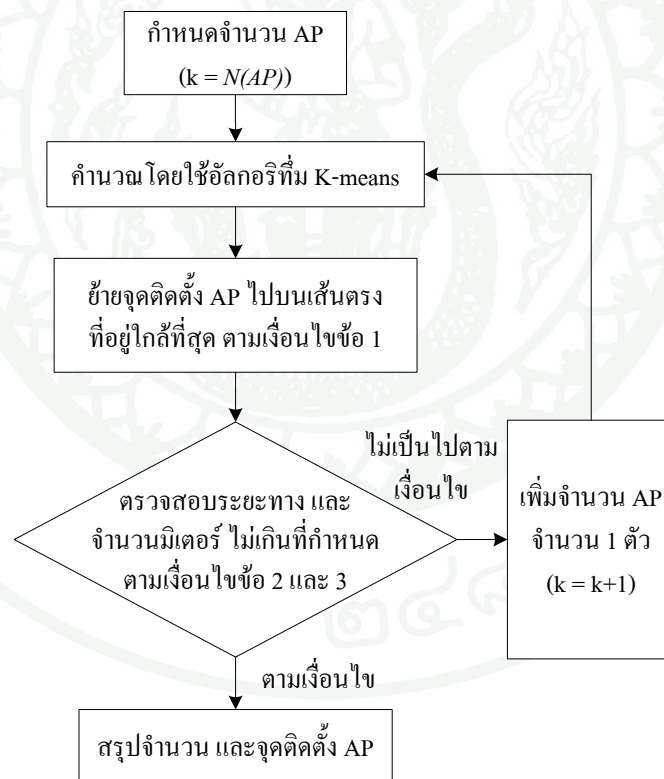 กำหนดจำนวน AP
(k = N(AP))
คำนวณโดยใช้อัลกอริทึ่ม K-means
ย้ายจุดติดตั้ง AP ไปบนเส้นตรง
ที่อยู่ใกล้ที่สุด ตามเงื่อนไขข้อ 1
ตรวจสอบระยะทาง และ
จำนวนมิเตอร์ ไม่เกินที่กำหนด
ตามเงื่อนไขข้อ 2 และ 3
ไม่เป็นไปตาม
เงื่อนไข
เพิ่มจำนวน AP
จำนวน 1 ตัว
(k = k+1)
ตามเงื่อนไข
สรุปจำนวน และจุดติดตั้ง AP